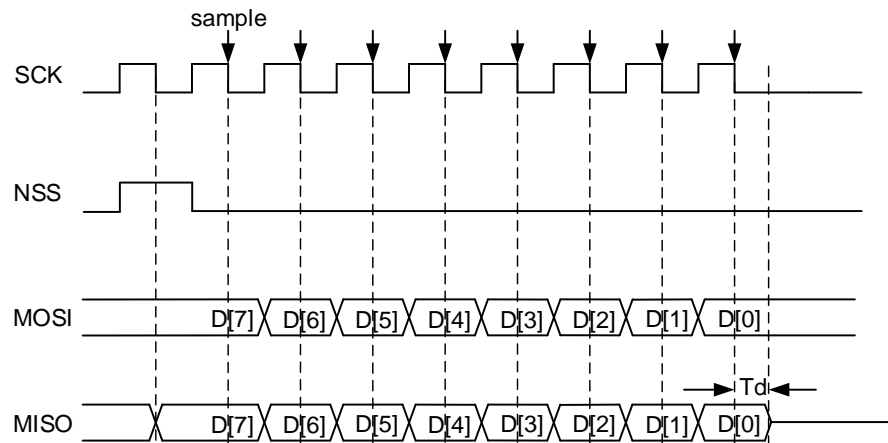 sample
SCK
NSS
MOSI D[7] D[6] D[5] D[4] D[3] D[2] D[1] D[0]
Td
MISO D[7] D[6] D[5] D[4] D[3] D[2] D[1] D[0]